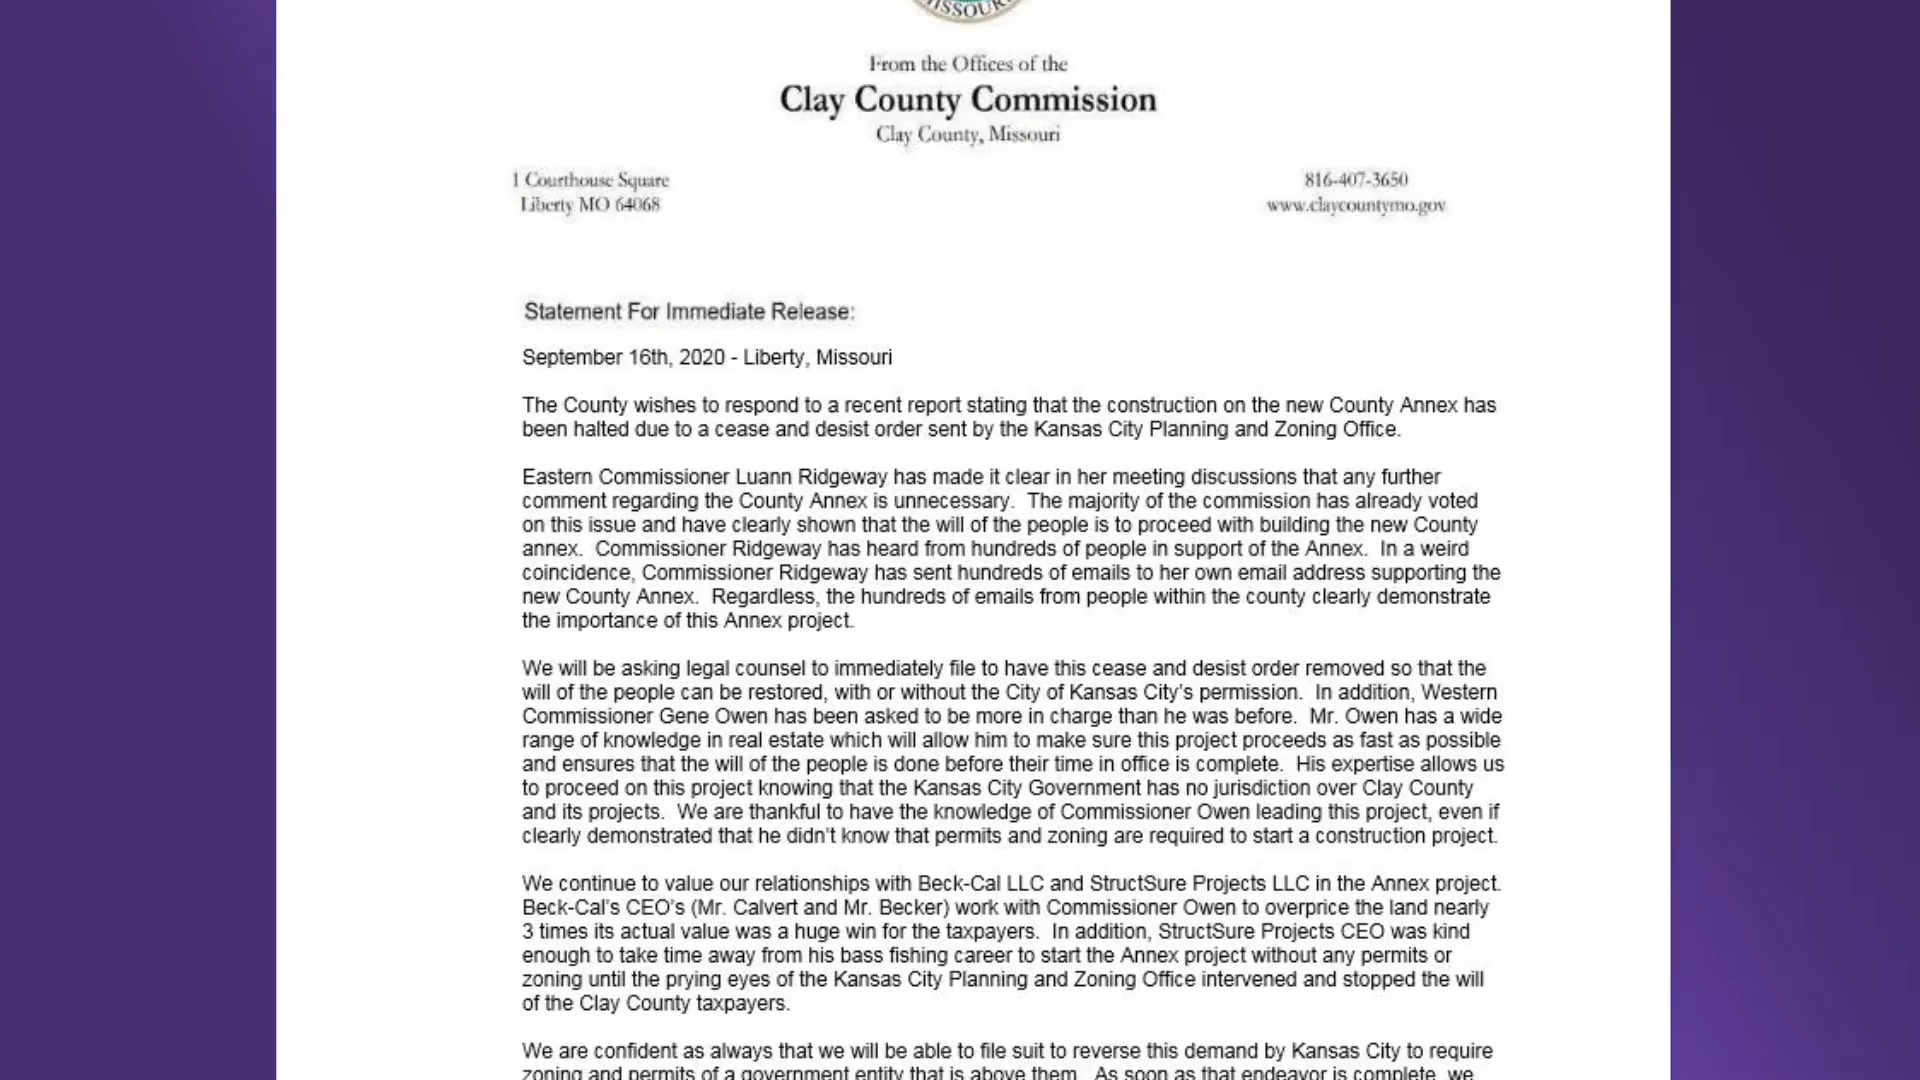 MISSOURI
From the Offices of the
Clay County Commission
Clay County, Missouri
1 Courthouse Square
Liberty MO 64068
816-407-3650
www.claycountymo.gov
Statement For Immediate Release:
September 16th, 2020 - Liberty, Missouri
The County wishes to respond to a recent report stating that the construction on the new County Annex has
been halted due to a cease and desist order sent by the Kansas City Planning and Zoning Office.
Eastern Commissioner Luann Ridgeway has made it clear in her meeting discussions that any further
comment regarding the County Annex is unnecessary.  The majority of the commission has already voted
on this issue and have clearly shown that the will of the people is to proceed with building the new County
annex.  Commissioner Ridgeway has heard from hundreds of people in support of the Annex.  In a weird
coincidence, Commissioner Ridgeway has sent hundreds of emails to her own email address supporting the
new County Annex.  Regardless, the hundreds of emails from people within the county clearly demonstrate
the importance of this Annex project.
We will be asking legal counsel to immediately file to have this cease and desist order removed so that the
will of the people can be restored, with or without the City of Kansas City's permission.  In addition, Western
Commissioner Gene Owen has been asked to be more in charge than he was before.  Mr. Owen has a wide
range of knowledge in real estate which will allow him to make sure this project proceeds as fast as possible
and ensures that the will of the people is done before their time in office is complete.  His expertise allows us
to proceed on this project knowing that the Kansas City Government has no jurisdiction over Clay County
and its projects.  We are thankful to have the knowledge of Commissioner Owen leading this project, even if
clearly demonstrated that he didn't know that permits and zoning are required to start a construction project.
We continue to value our relationships with Beck-Cal LLC and StructSure Projects LLC in the Annex project.
Beck-Cal's CEO's (Mr. Calvert and Mr. Becker) work with Commissioner Owen to overprice the land nearly
3 times its actual value was a huge win for the taxpayers.  In addition, StructSure Projects CEO was kind
enough to take time away from his bass fishing career to start the Annex project without any permits or
zoning until the prying eyes of the Kansas City Planning and Zoning Office intervened and stopped the will
of the Clay County taxpayers.
We are confident as always that we will be able to file suit to reverse this demand by Kansas City to require
zoning and permits of a government entity that is above them.  As soon as that endeavor is complete, we